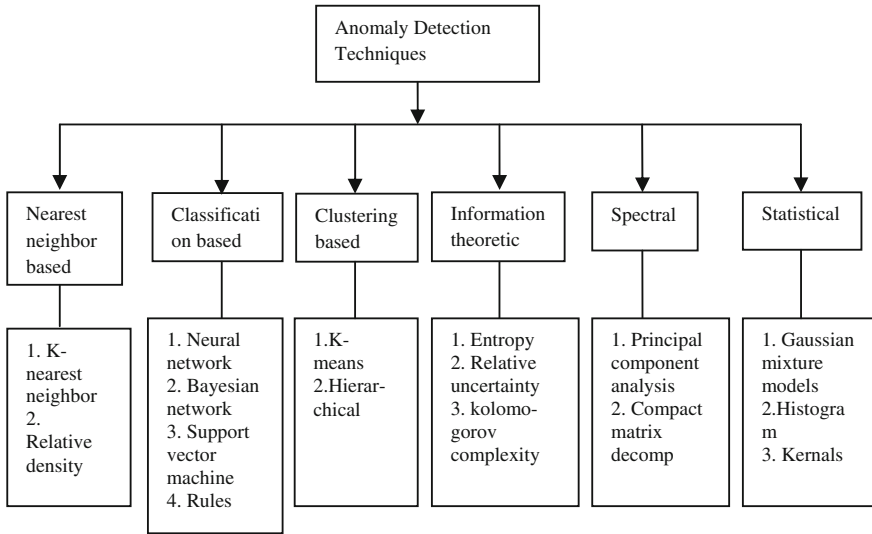 Anomaly Detection
Techniques
Nearest
neighbor
based
Classificati
on based
Clustering
based
Information
theoretic
Spectral
Statistical
1. K-
nearest
neighbor
2.
Relative
density
1. Neural
network
2. Bayesian
network
3. Support
vector
machine
4. Rules
1.K-
means
2.Hierar-
chical
1. Entropy
2. Relative
uncertainty
3. kolomo-
gorov
complexity
1. Principal
component
analysis
2. Compact
matrix
decomp
1. Gaussian
mixture
models
2.Histogra
m
3. Kernals